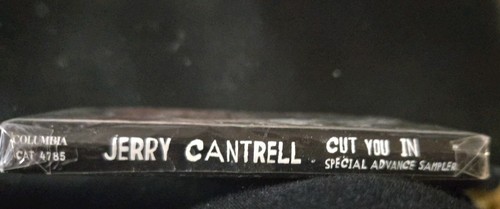 COLUMBIA
CAT 4785
JERRY CANTRELL
CUT YOU IN
SPECIAL ADVANCE SAMPLER